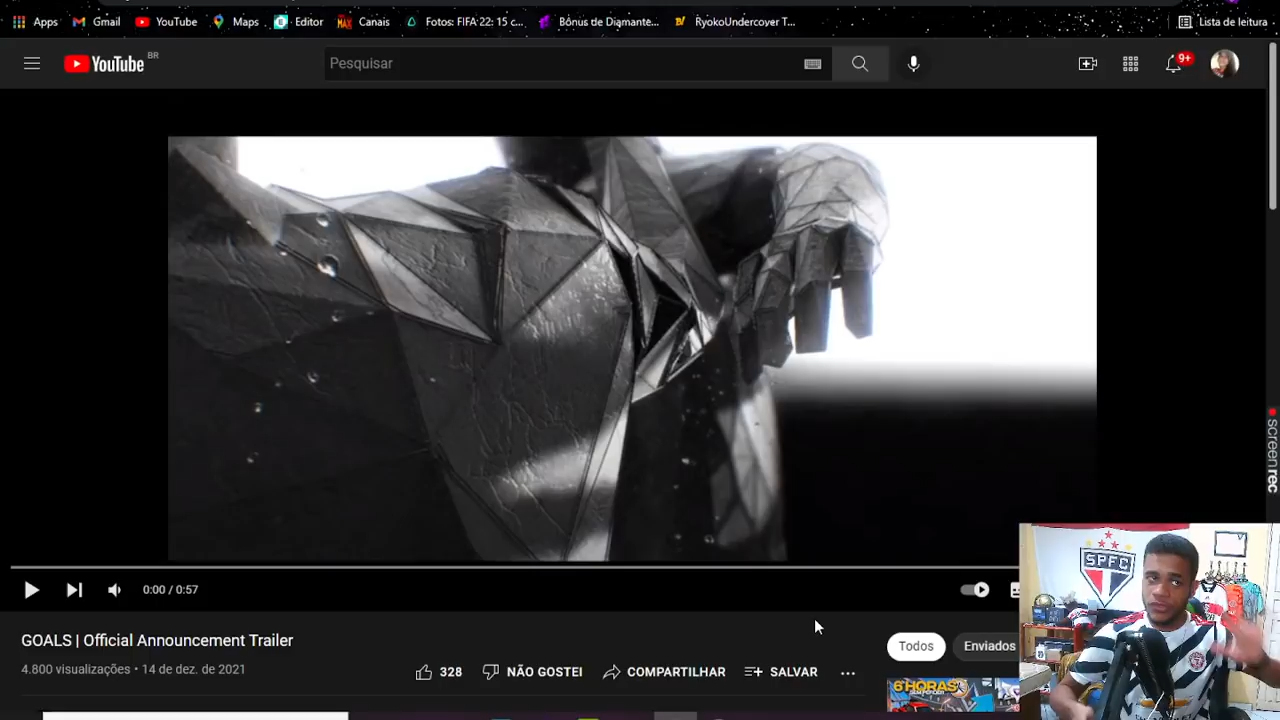 Apps Gmail YouTube Maps Editor Canais Fotos: FIFA 22: 15 c... Bônus de Diamante... RyokoUndercover T... Lista de leitura
YouTube BR
Pesquisar
9+
screenrec
0:00 / 0:57
SPFC
GOALS | Official Announcement Trailer
4.800 visualizações • 14 de dez. de 2021
328 NÃO GOSTEI COMPARTILHAR SALVAR
Todos Enviados
6 HORAS